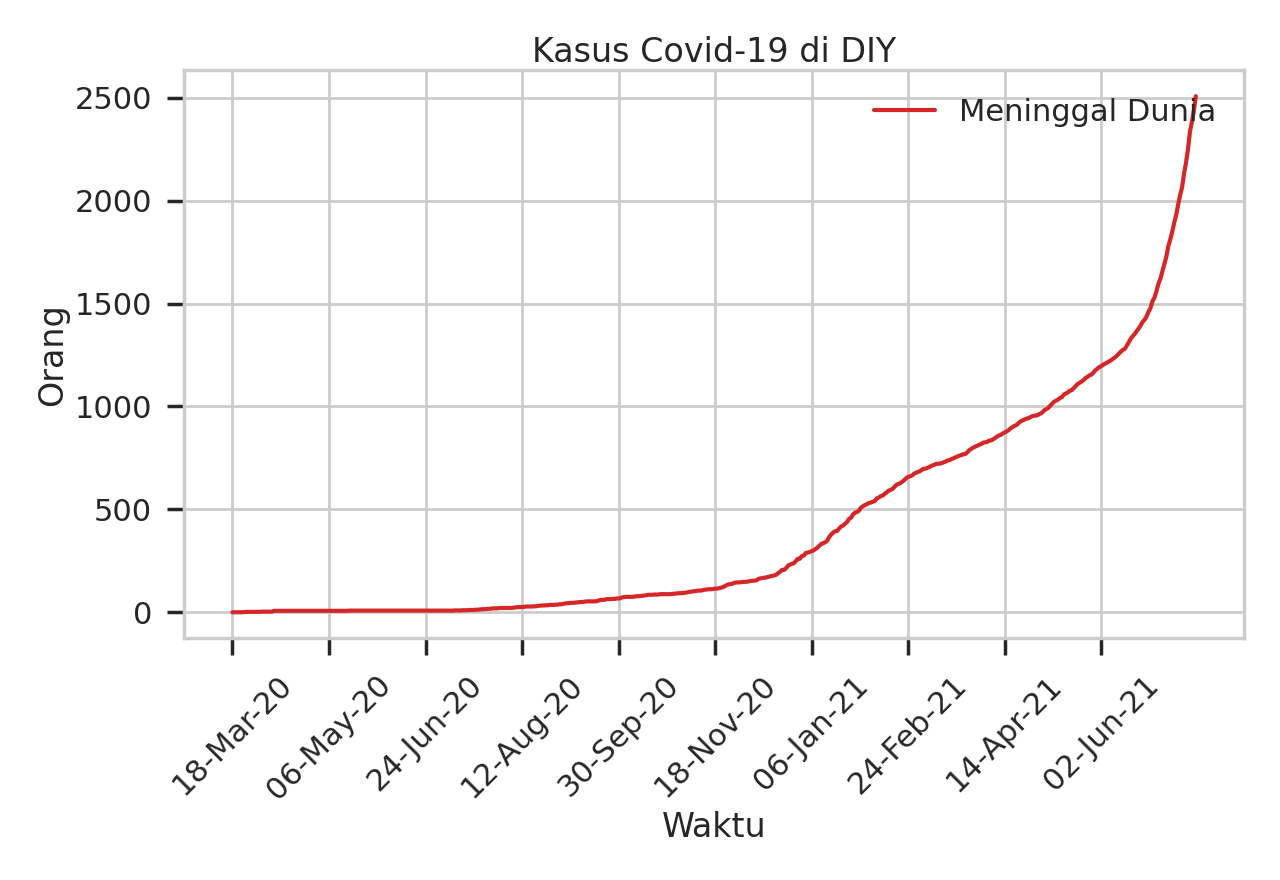 Kasus Covid-19 di DIY
Meninggal Dunia
Orang
2500
2000
1500
1000
500
0
18-Mar-20
06-May-20
24-Jun-20
12-Aug-20
30-Sep-20
18-Nov-20
06-Jan-21
24-Feb-21
14-Apr-21
02-Jun-21
Waktu